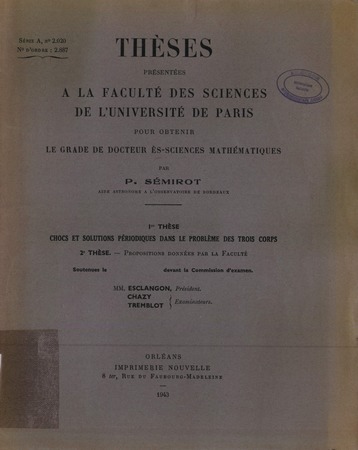 Série A, n° 2.020
N° d'ordre : 2.087
THÈSES
PRÉSENTÉES
A LA FACULTÉ DES SCIENCES
DE L'UNIVERSITÉ DE PARIS
POUR OBTENIR
LE GRADE DE DOCTEUR ÈS-SCIENCES MATHÉMATIQUES
PAR
P. SÉMIROT
AIDE ASTRONOME A L'OBSERVATOIRE DE BORDEAUX
1re THÈSE
CHOCS ET SOLUTIONS PÉRIODIQUES DANS LE PROBLÈME DES TROIS CORPS
2e THÈSE. — Propositions données par la Faculté
Soutenues le devant la Commission d'examen.
MM. ESCLANGON, Président.
CHAZY
TREMBLOT
Examinateurs.
ORLÉANS
IMPRIMERIE NOUVELLE
8 ter, Rue du Faubourg-Madeleine
1943